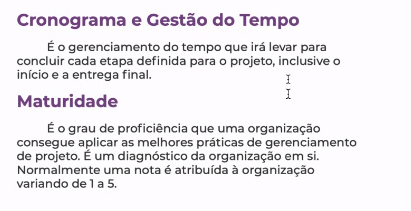 Cronograma e Gestão do Tempo
É o gerenciamento do tempo que irá levar para
concluir cada etapa definida para o projeto, inclusive o
início e a entrega final.
Maturidade
É o grau de proficiência que uma organização
consegue aplicar as melhores práticas de gerenciamento
de projeto. É um diagnóstico da organização em si.
Normalmente uma nota é atribuída à organização
variando de 1 a 5.